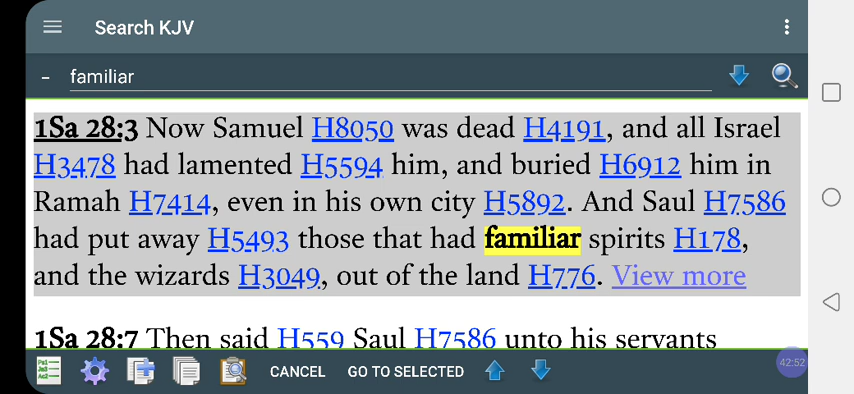 Search KJV
– familiar
1Sa 28:3 Now Samuel H8050 was dead H4191, and all Israel
H3478 had lamented H5594 him, and buried H6912 him in
Ramah H7414, even in his own city H5892. And Saul H7586
had put away H5493 those that had familiar spirits H178,
and the wizards H3049, out of the land H776. View more
1Sa 28:7 Then said H559 Saul H7586 unto his servants
CANCEL GO TO SELECTED
42:52